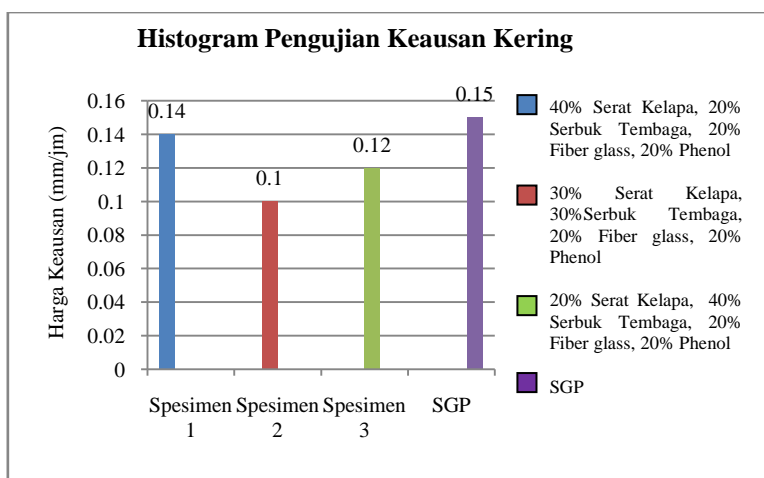 Histogram Pengujian Keausan Kering
Harga Keausan (mm/jm)
0.16
0.14
0.12
0.1
0.08
0.06
0.04
0.02
0
0.14
0.1
0.12
0.15
Spesimen
1
Spesimen
2
Spesimen
3
SGP
40% Serat Kelapa, 20%
Serbuk Tembaga, 20%
Fiber glass, 20% Phenol
30% Serat Kelapa,
30%Serbuk Tembaga,
20% Fiber glass, 20%
Phenol
20% Serat Kelapa, 40%
Serbuk Tembaga, 20%
Fiber glass, 20% Phenol
SGP